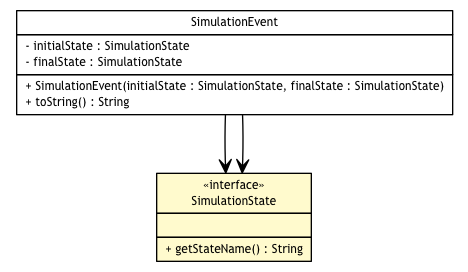 SimulationEvent
- initialState : SimulationState
- finalState : SimulationState
+ SimulationEvent(initialState : SimulationState, finalState : SimulationState)
+ toString() : String
«interface»
SimulationState
+ getStateName() : String